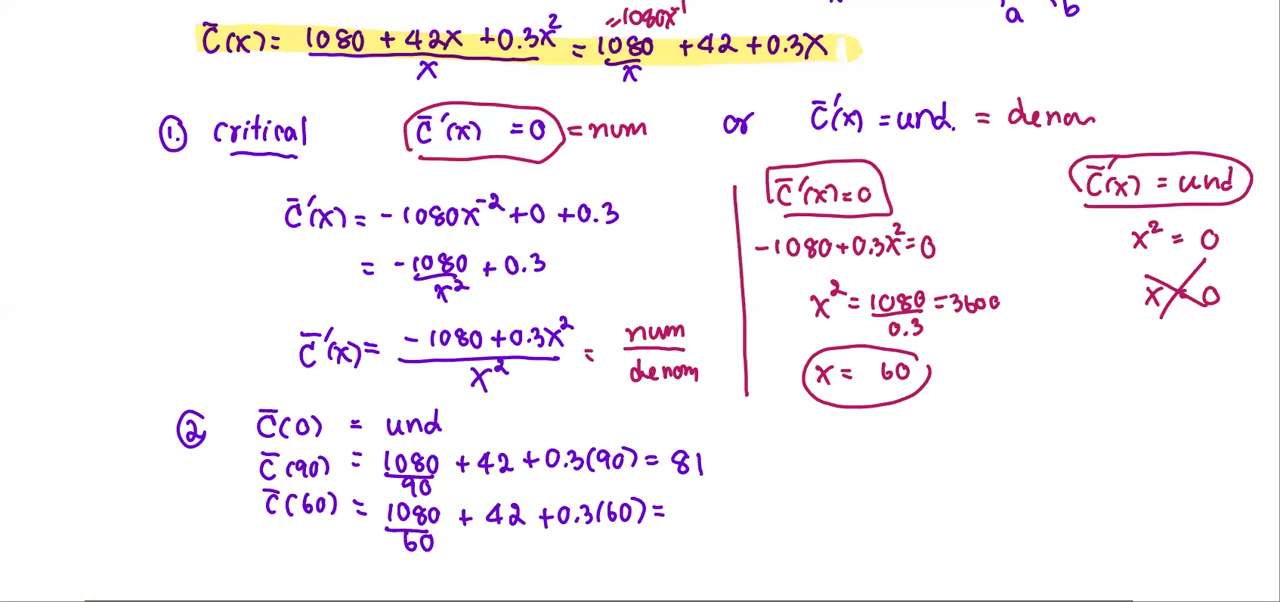 = 1080x⁻¹
a b
C̄(x) = (1080 + 42x + 0.3x²)/x = 1080/x + 42 + 0.3x
① critical C̄'(x) = 0 = num or C̄'(x) = und. = denom
C̄'(x) = -1080x⁻² + 0 + 0.3
= -1080/x² + 0.3
C̄'(x) = (-1080 + 0.3x²)/x² = num/denom
C̄'(x) = 0
-1080 + 0.3x² = 0
x² = 1080/0.3 = 3600
x = 60
C̄'(x) = und
x² = 0
x = 0
② C̄(0) = und
C̄(90) = 1080/90 + 42 + 0.3(90) = 81
C̄(60) = 1080/60 + 42 + 0.3(60) =